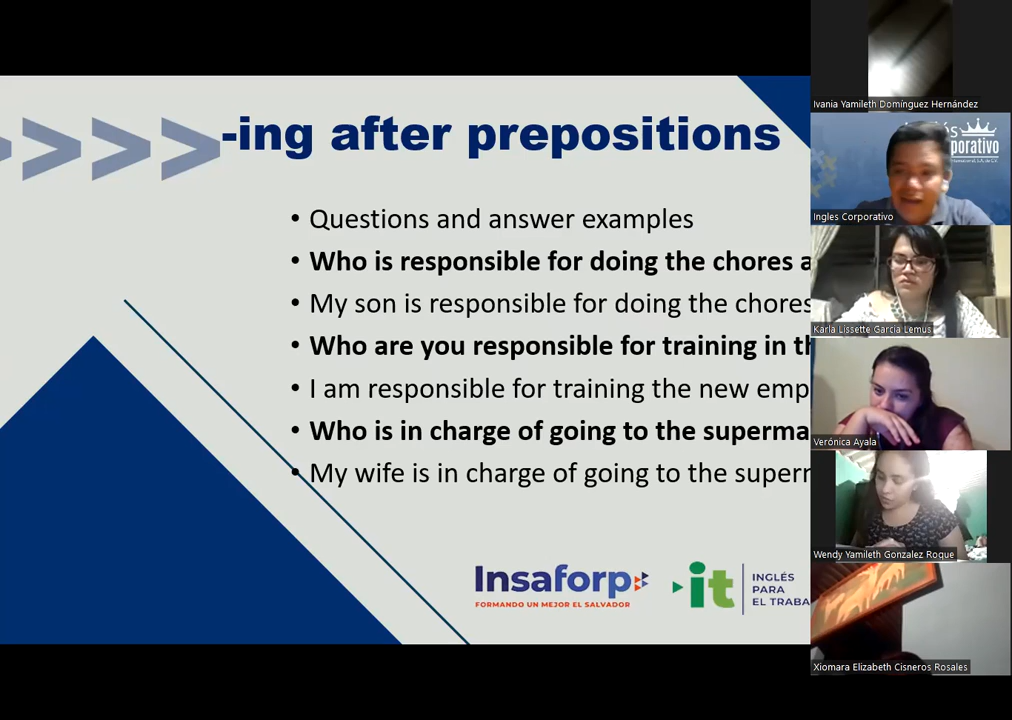 -ing after prepositions
• Questions and answer examples
• Who is responsible for doing the chores a
• My son is responsible for doing the chores
• Who are you responsible for training in th
• I am responsible for training the new emp
• Who is in charge of going to the superma
• My wife is in charge of going to the super
Insaforp
FORMANDO UN MEJOR EL SALVADOR
it
INGLÉS
PARA
EL TRABA
Ivania Yamileth Domínguez Hernández
porativo
Ingles Corporativo
Karla Lissette Garcia Lemus
Verónica Ayala
Wendy Yamileth Gonzalez Roque
Xiomara Elizabeth Cisneros Rosales